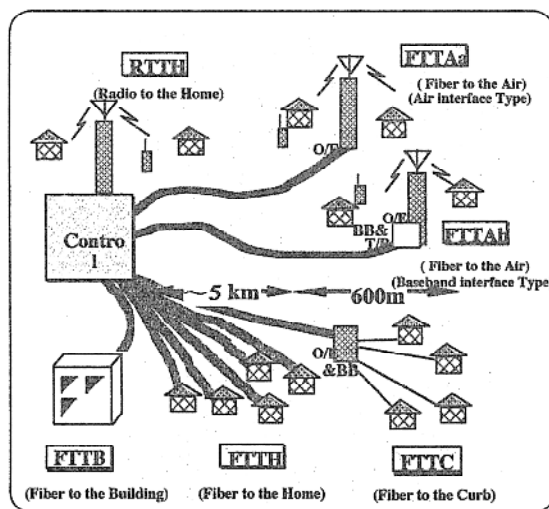 RTTH
(Radio to the Home)
FTTAa
( Fiber to the Air)
(Air interface Type)
O/E
Contro
l
O/E
BB&
T/R
FTTAb
( Fiber to the Air)
(Baseband interface Type)
5 km
600m
O/E
&BB
FTTB
(Fiber to the Building)
FTTH
(Fiber to the Home)
FTTC
(Fiber to the Curb)